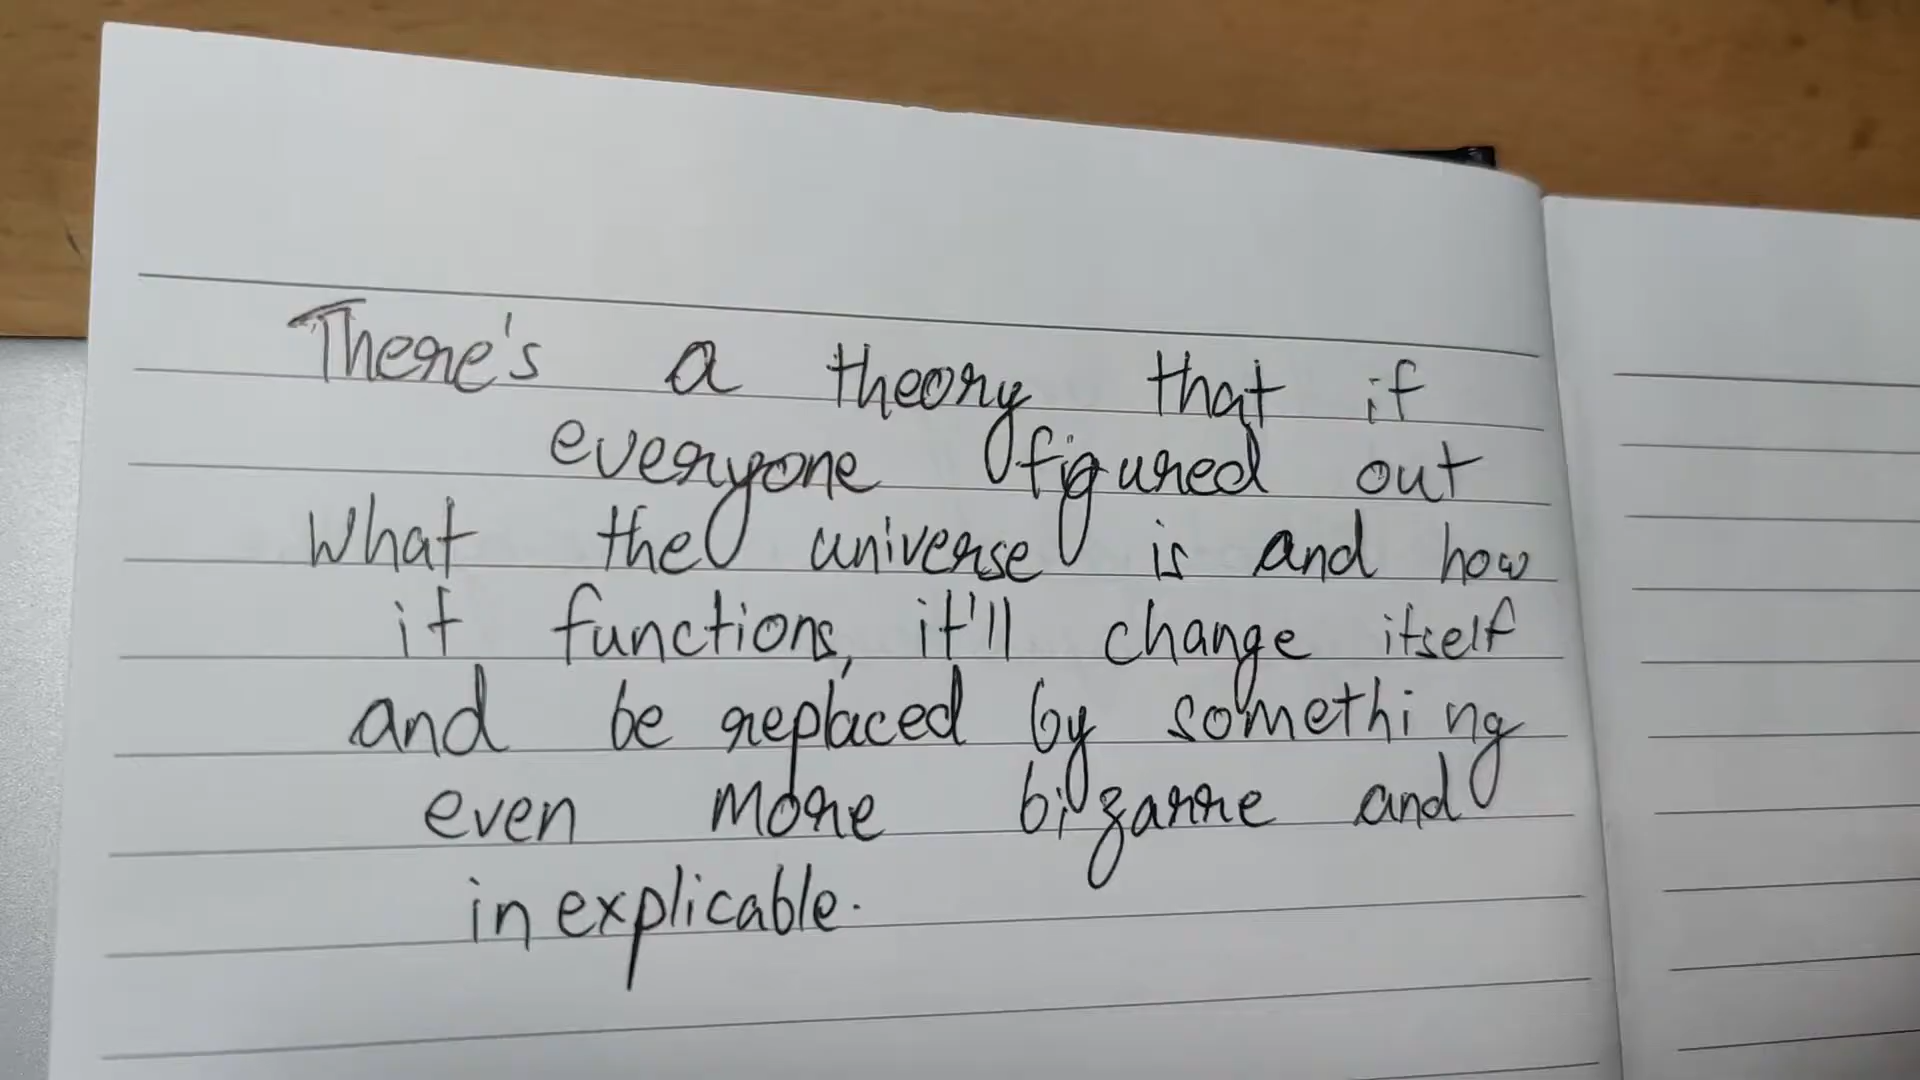 There's a theory that if
everyone figured out
what the universe is and how
it functions, it'll change itself
and be replaced by something
even more bizarre and
inexplicable.